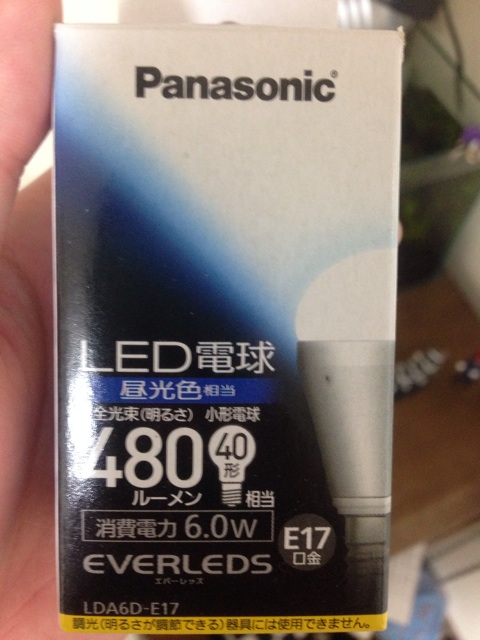 Panasonic
LED電球
昼光色相当
全光束(明るさ) 小形電球
480 40形
ルーメン 相当
消費電力 6.0W
E17
口金
EVERLEDS
エバーレッズ
LDA6D-E17
調光(明るさが調節できる)器具には使用できません。